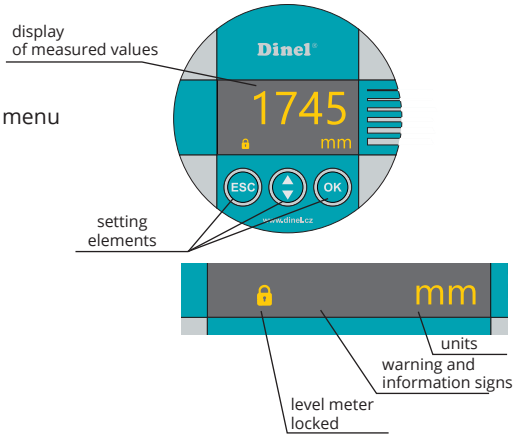 display
of measured values
Dinel®
menu
1745
mm
ESC
OK
www.dinel.cz
setting
elements
mm
units
warning and
information signs
level meter
locked